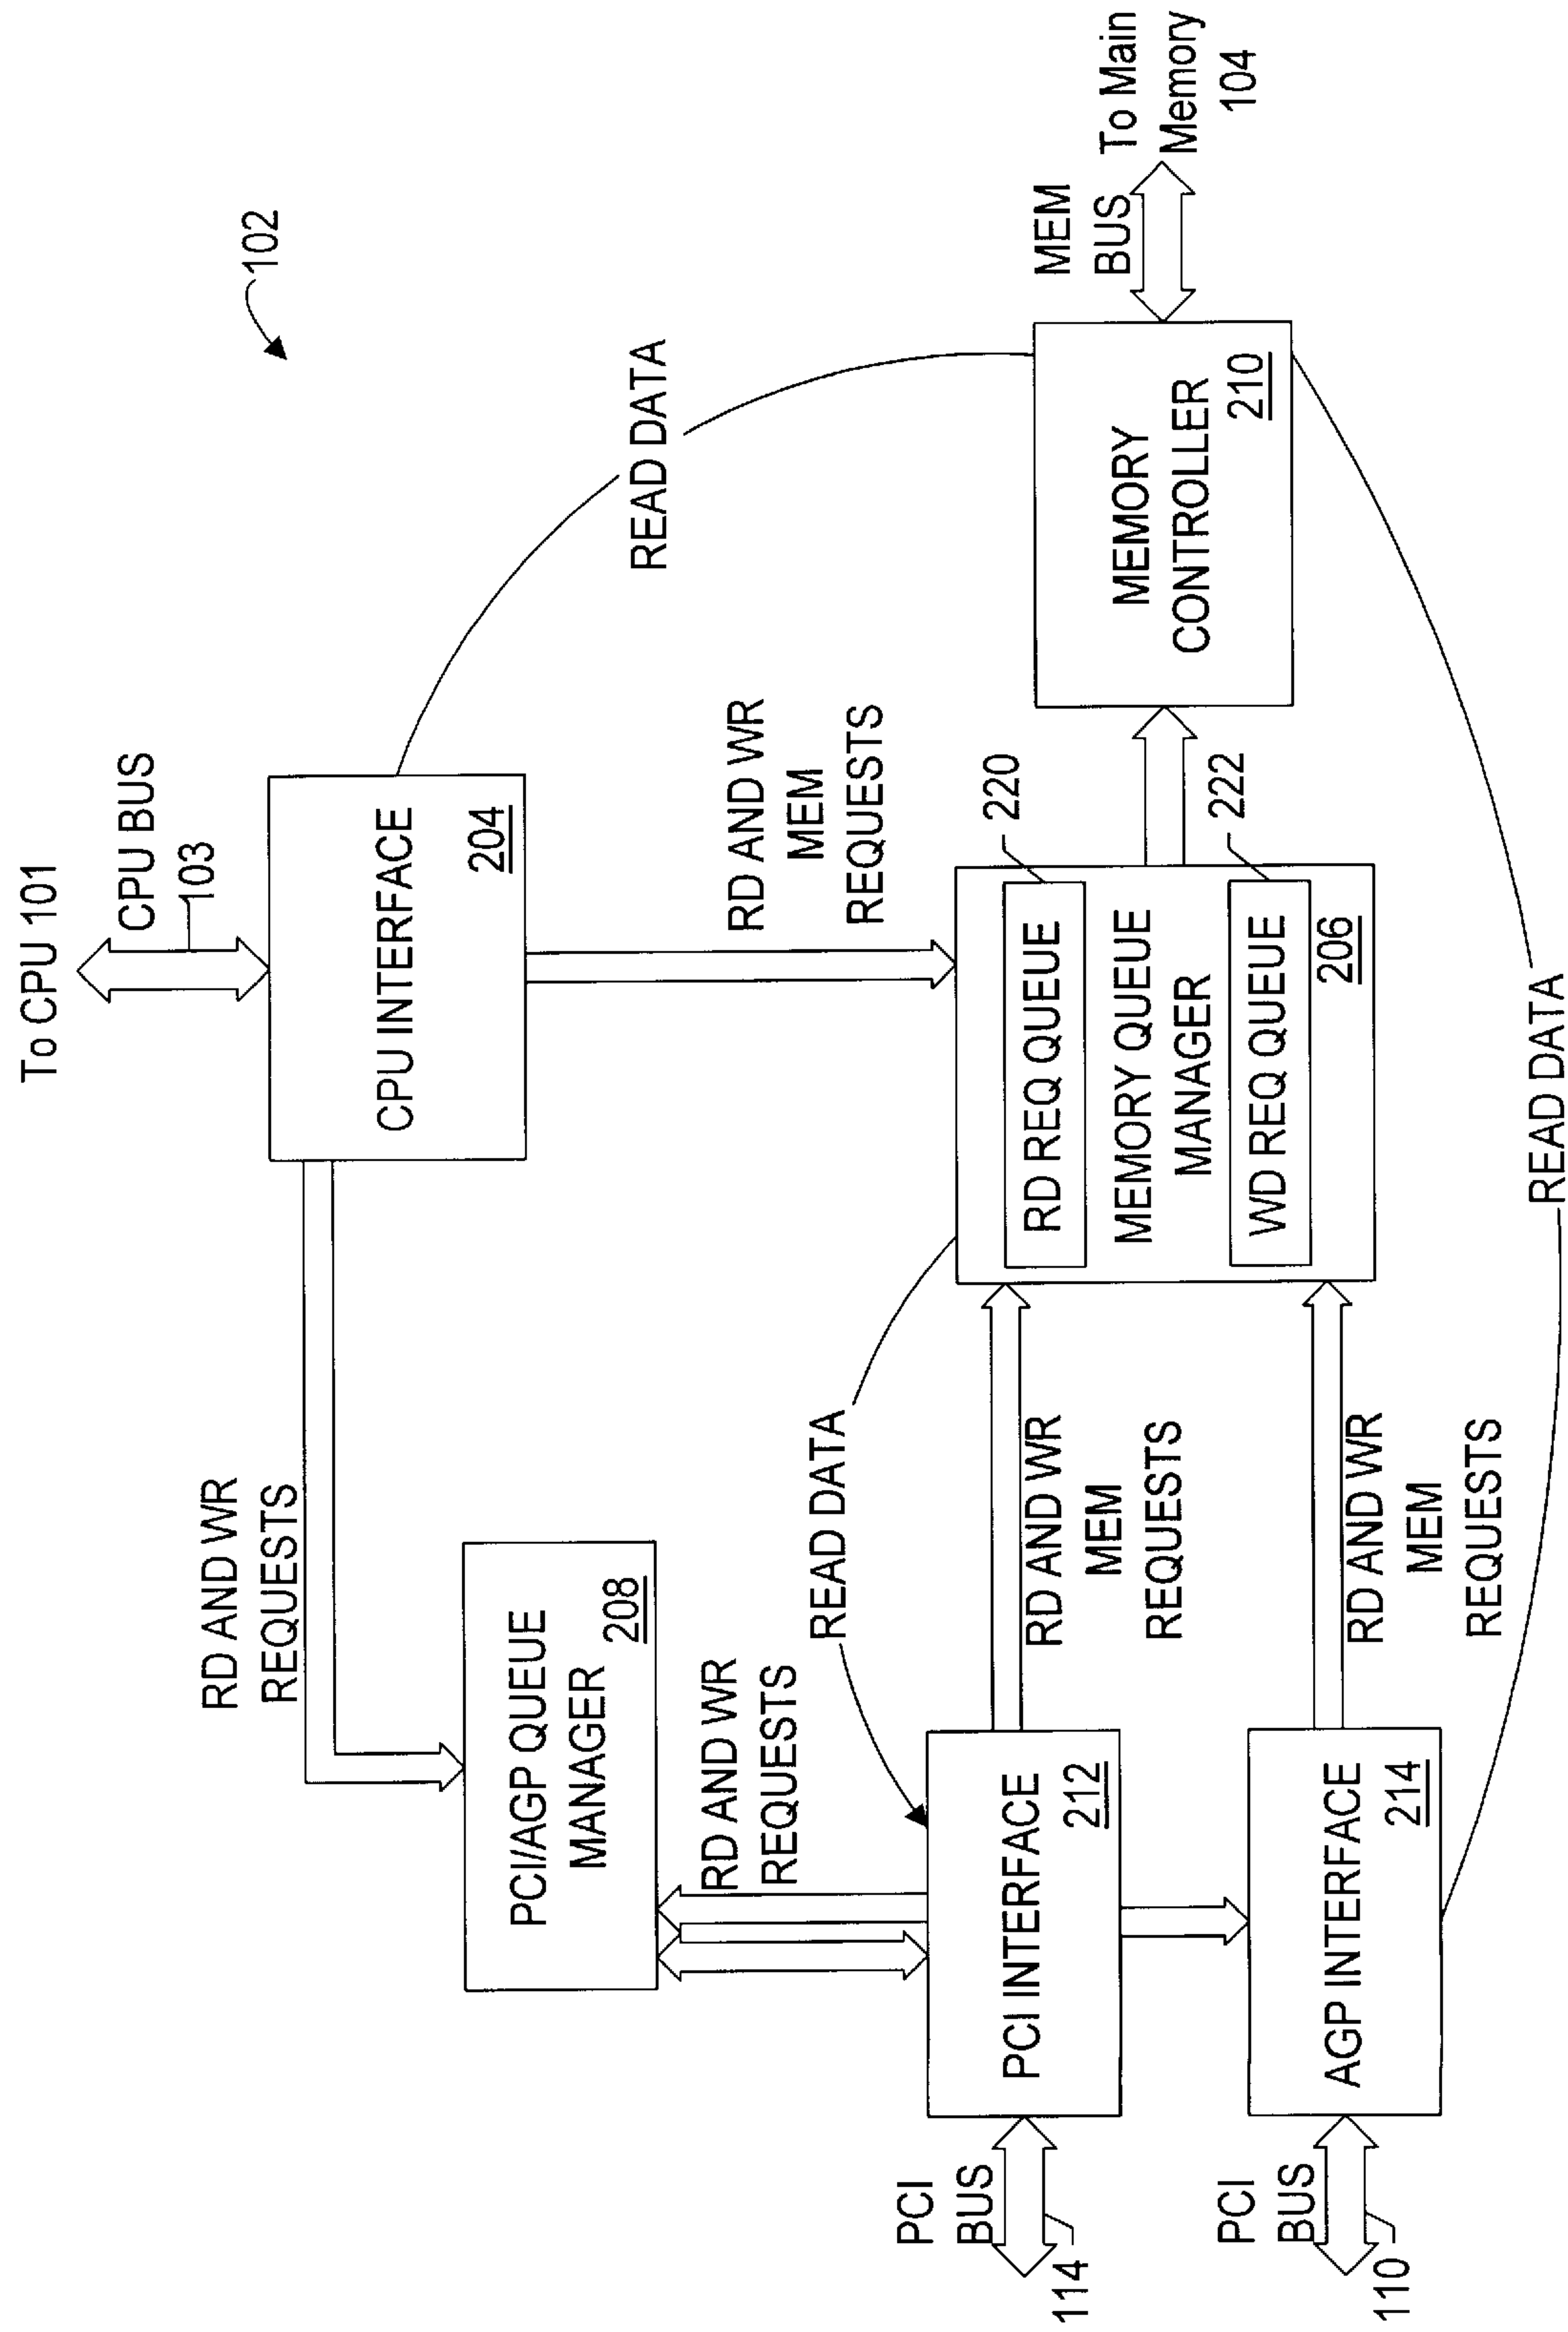 To CPU 101
CPU BUS
103
102
CPU INTERFACE
204
RD AND WR
REQUESTS
READ DATA
PCI/AGP QUEUE
MANAGER
208
RD AND WR
MEM
REQUESTS
RD AND WR
REQUESTS
READ DATA
220
RD REQ QUEUE
MEMORY QUEUE
MANAGER
WD REQ QUEUE
222
206
MEMORY
CONTROLLER
210
MEM
BUS
To Main
Memory
104
PCI
BUS
114
PCI INTERFACE
212
RD AND WR
MEM
REQUESTS
PCI
BUS
110
AGP INTERFACE
214
RD AND WR
MEM
REQUESTS
READ DATA